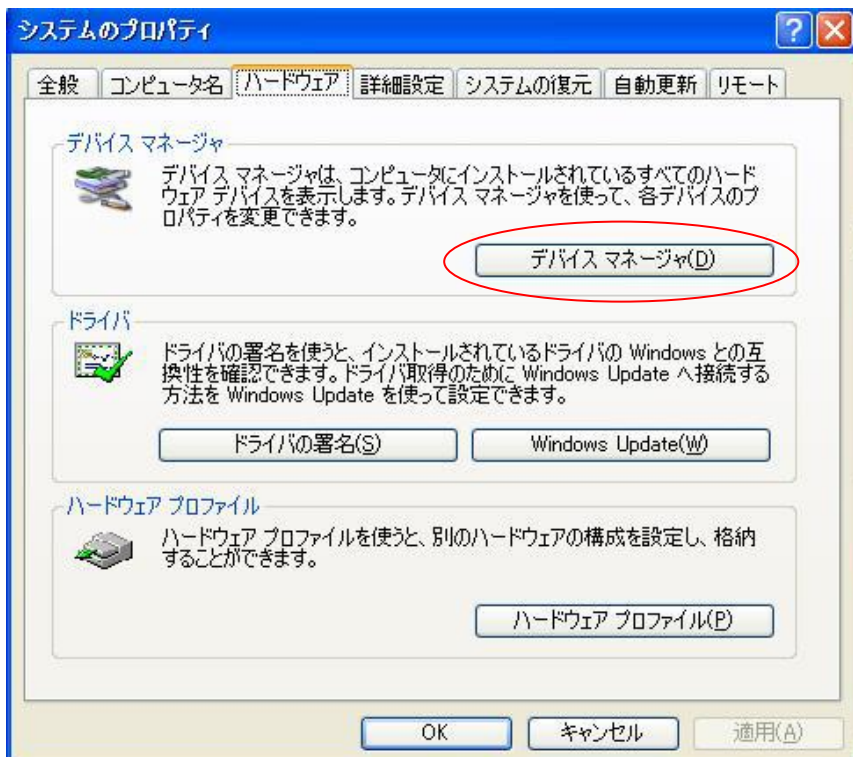 システムのプロパティ
全般 コンピュータ名 ハードウェア 詳細設定 システムの復元 自動更新 リモート
デバイス マネージャ
デバイス マネージャは、コンピュータにインストールされているすべてのハード
ウェア デバイスを表示します。デバイス マネージャを使って、各デバイスのプ
ロパティを変更できます。
デバイス マネージャ(D)
ドライバ
ドライバの署名を使うと、インストールされているドライバの Windows との互
換性を確認できます。ドライバ取得のために Windows Update へ接続する
方法を Windows Update を使って設定できます。
ドライバの署名(S) Windows Update(W)
ハードウェア プロファイル
ハードウェア プロファイルを使うと、別のハードウェアの構成を設定し、格納
することができます。
ハードウェア プロファイル(P)
OK キャンセル 適用(A)